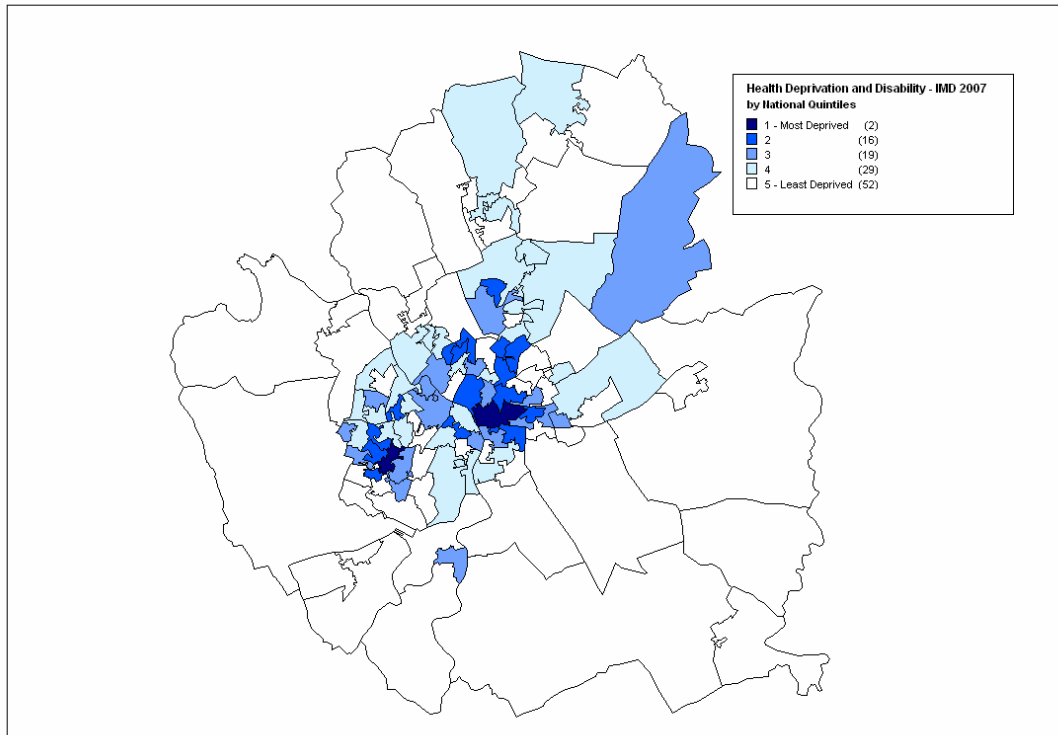 Health Deprivation and Disability - IMD 2007
by National Quintiles
1 - Most Deprived (2)
2 (16)
3 (19)
4 (29)
5 - Least Deprived (52)